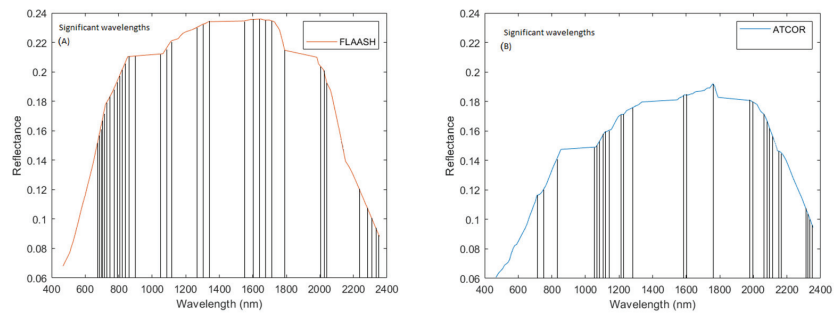 Significant wavelengths
(A)
FLAASH
0.24
0.22
0.2
0.18
0.16
0.14
0.12
0.1
0.08
0.06
Reflectance
400 600 800 1000 1200 1400 1600 1800 2000 2200 2400
Wavelength (nm)
Significant wavelengths
(B)
ATCOR
0.24
0.22
0.2
0.18
0.16
0.14
0.12
0.1
0.08
0.06
Reflectance
400 600 800 1000 1200 1400 1600 1800 2000 2200 2400
Wavelength (nm)